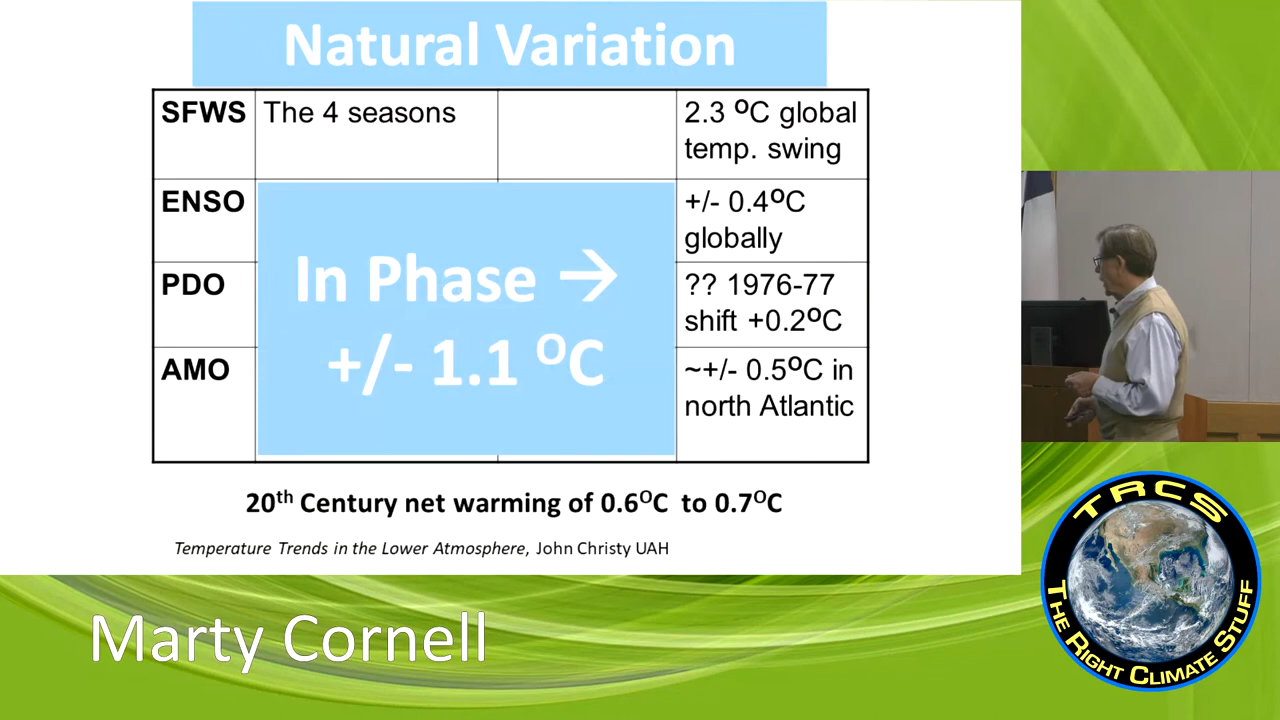 Natural Variation
SFWS The 4 seasons 2.3 ºC global
temp. swing
ENSO +/- 0.4ºC
globally
In Phase →
PDO ?? 1976-77
shift +0.2ºC
+/- 1.1 ᴼC
AMO ~+/- 0.5ºC in
north Atlantic
20th Century net warming of 0.6ᴼC to 0.7ᴼC
Temperature Trends in the Lower Atmosphere, John Christy UAH
Marty Cornell
TRCS
THE RIGHT CLIMATE STUFF